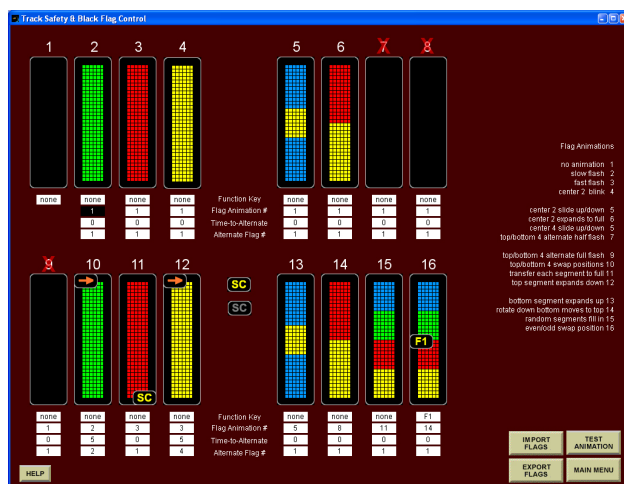 Track Safety & Black Flag Control
1 2 3 4 5 6 7 8
Flag Animations
no animation 1
slow flash 2
fast flash 3
center 2 blink 4
center 2 slide up/down 5
center 2 expands to full 6
center 4 slide up/down 5
top/bottom 4 alternate half flash 7
top/bottom 4 alternate full flash 9
top/bottom 4 swap positions 10
transfer each segment to full 11
top segment expands down 12
bottom segment expands up 13
rotate down bottom moves to top 14
random segments fill in 15
even/odd swap position 16
none none none none Function Key none none none none
1 1 1 Flag Animation # 1 1 1 1
0 0 0 Time-to-Alternate 0 0 0 0
1 1 1 Alternate Flag # 1 1 1 1
9 10 11 12 13 14 15 16
SC
SC
F1
SC
none none none none Function Key none none none F1
1 2 3 3 Flag Animation # 5 8 11 14
0 5 0 5 Time-to-Alternate 0 0 0 0
1 2 1 4 Alternate Flag # 1 1 1 1
IMPORT FLAGS
TEST ANIMATION
EXPORT FLAGS
MAIN MENU
HELP